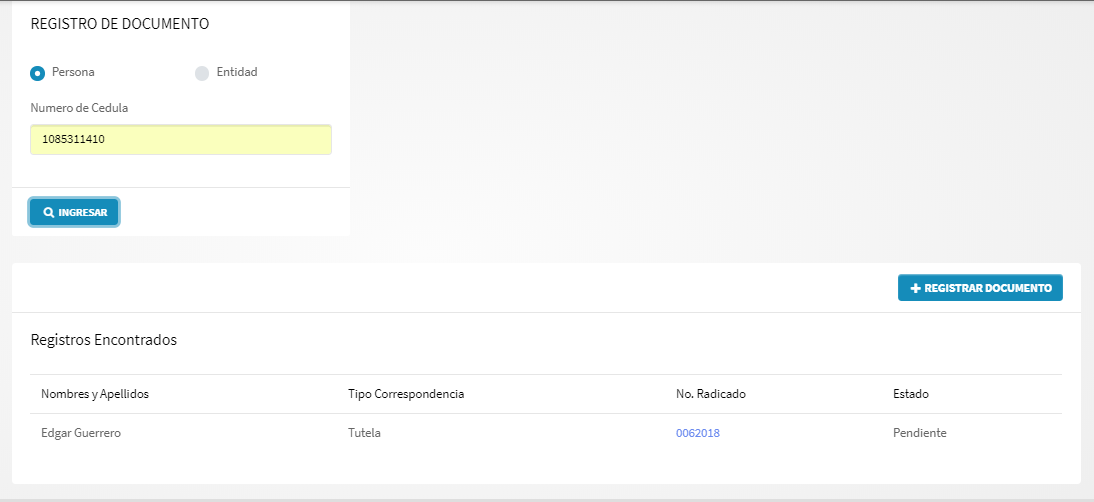 REGISTRO DE DOCUMENTO
Persona Entidad
Numero de Cedula
1085311410
INGRESAR
REGISTRAR DOCUMENTO
Registros Encontrados
Nombres y Apellidos Tipo Correspondencia No. Radicado Estado
Edgar Guerrero Tutela 0062018 Pendiente